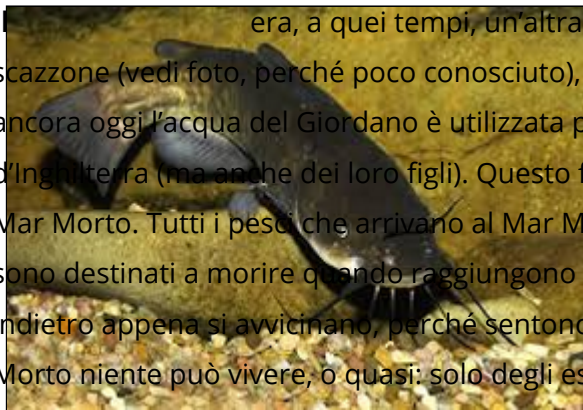 era, a quei tempi, un'altra
scazzone (vedi foto, perché poco conosciuto),
ancora oggi l'acqua del Giordano è utilizzata p
d'Inghilterra (ma anche dei loro figli). Questo f
Mar Morto. Tutti i pesci che arrivano al Mar M
sono destinati a morire quando raggiungono
ndietro appena si avvicinano, perché sentono
Morto niente può vivere, o quasi: solo degli es